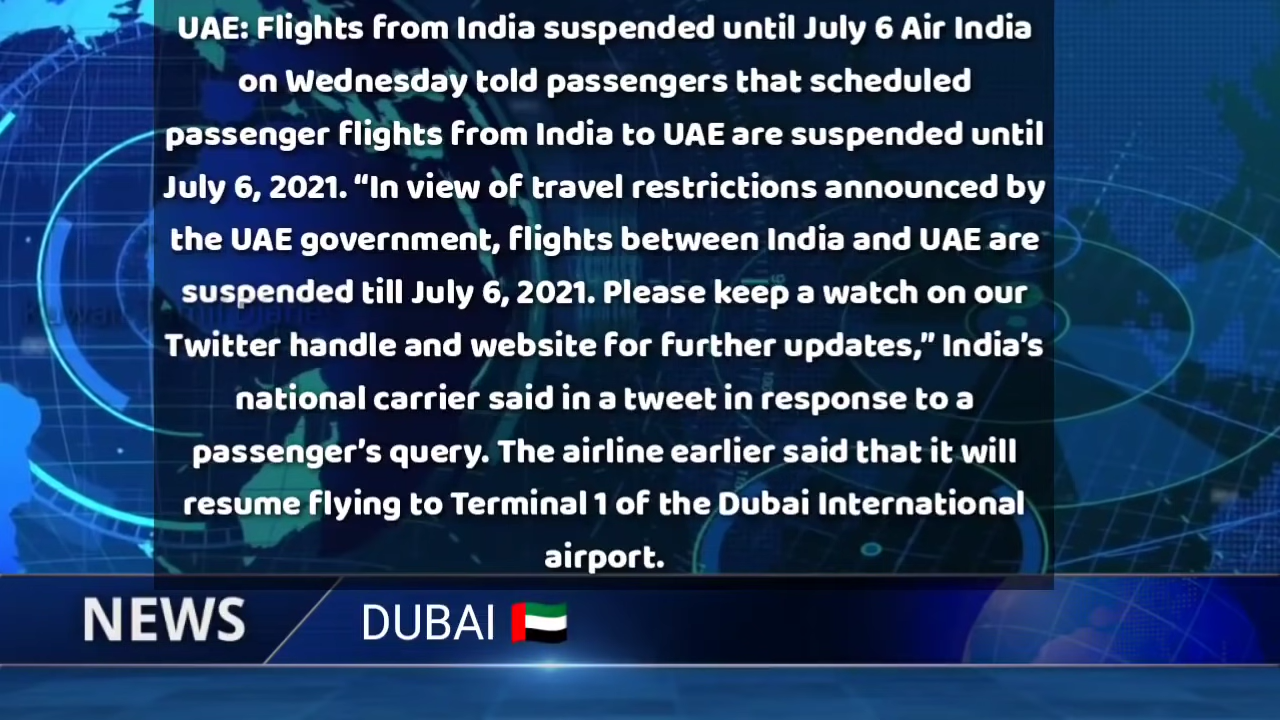 UAE: Flights from India suspended until July 6 Air India
on Wednesday told passengers that scheduled
passenger flights from India to UAE are suspended until
July 6, 2021. “In view of travel restrictions announced by
the UAE government, flights between India and UAE are
suspended till July 6, 2021. Please keep a watch on our
Twitter handle and website for further updates,” India’s
national carrier said in a tweet in response to a
passenger’s query. The airline earlier said that it will
resume flying to Terminal 1 of the Dubai International
airport.
NEWS
DUBAI 🇦🇪